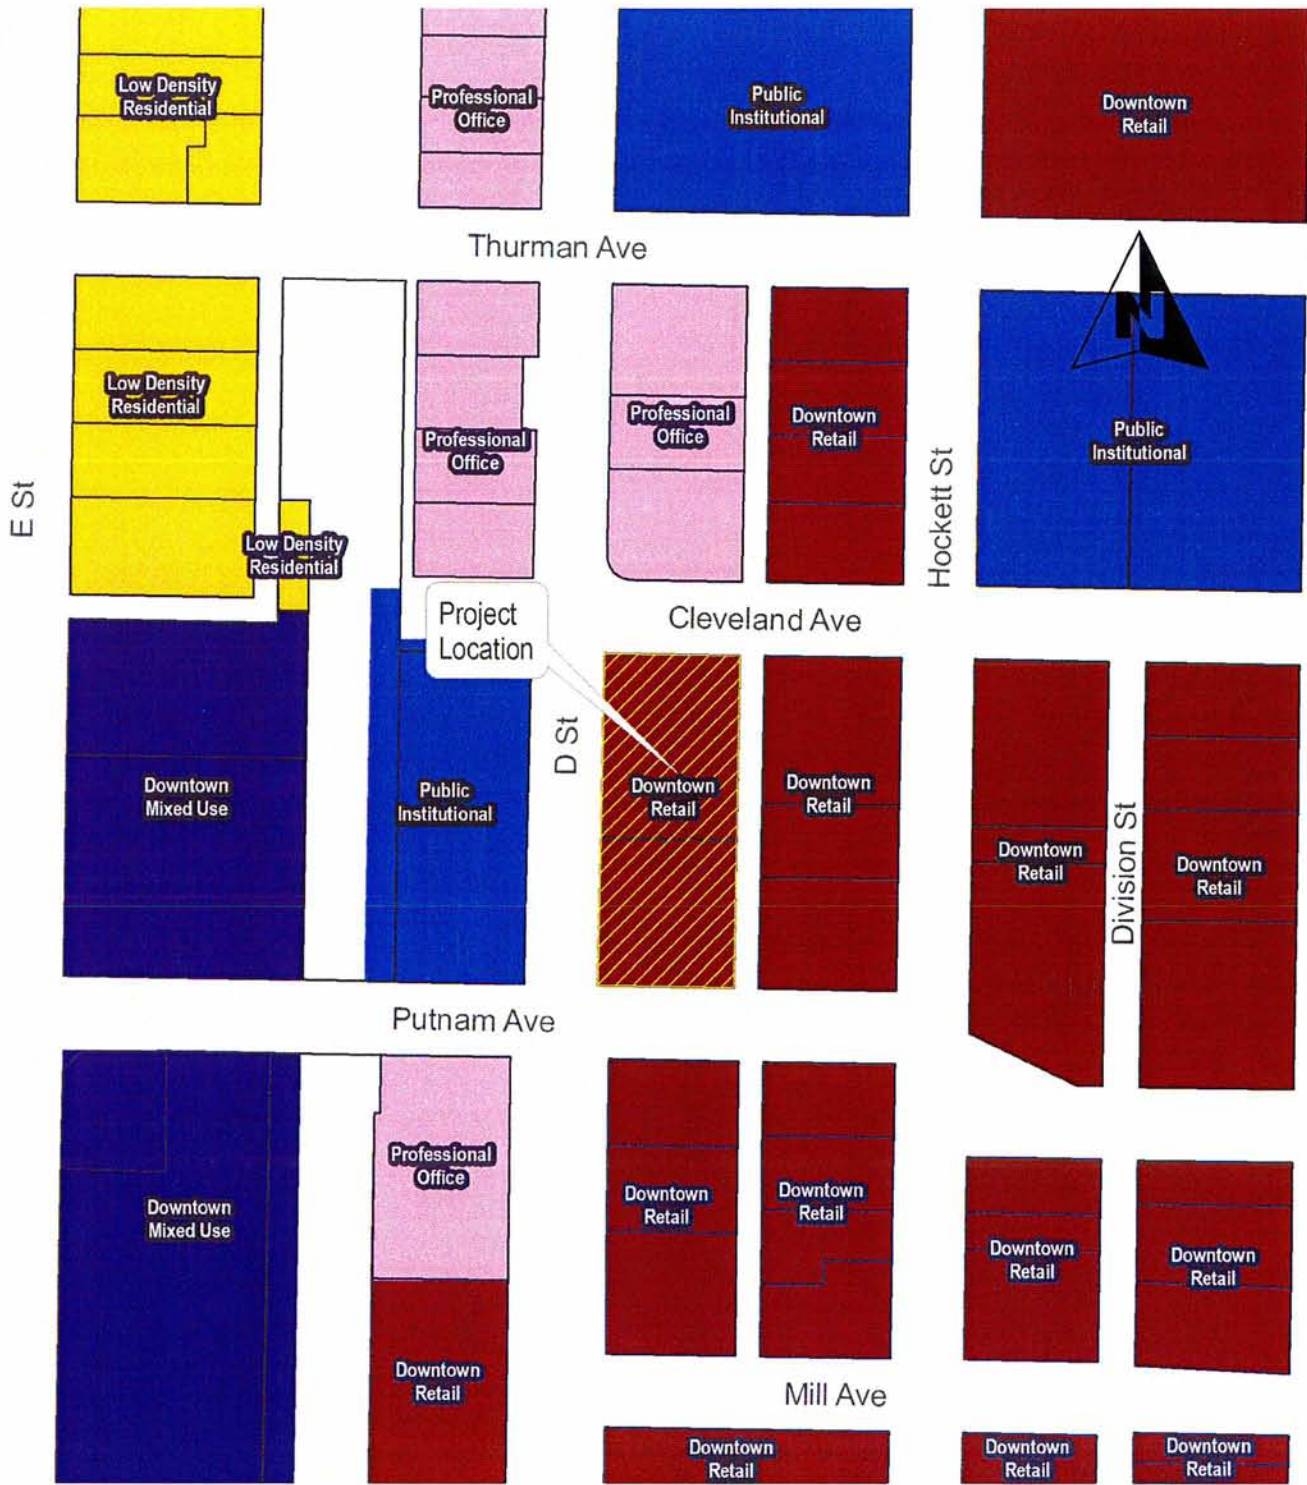 Low Density
Residential
Professional
Office
Public
Institutional
Downtown
Retail
Thurman Ave
N
Low Density
Residential
Professional
Office
Professional
Office
Downtown
Retail
Public
Institutional
E St
Hockett St
Low Density
Residential
Project
Location
Cleveland Ave
D St
Downtown
Mixed Use
Public
Institutional
Downtown
Retail
Downtown
Retail
Downtown
Retail
Division St
Downtown
Retail
Putnam Ave
Professional
Office
Downtown
Mixed Use
Downtown
Retail
Downtown
Retail
Downtown
Retail
Downtown
Retail
Downtown
Retail
Mill Ave
Downtown
Retail
Downtown
Retail
Downtown
Retail